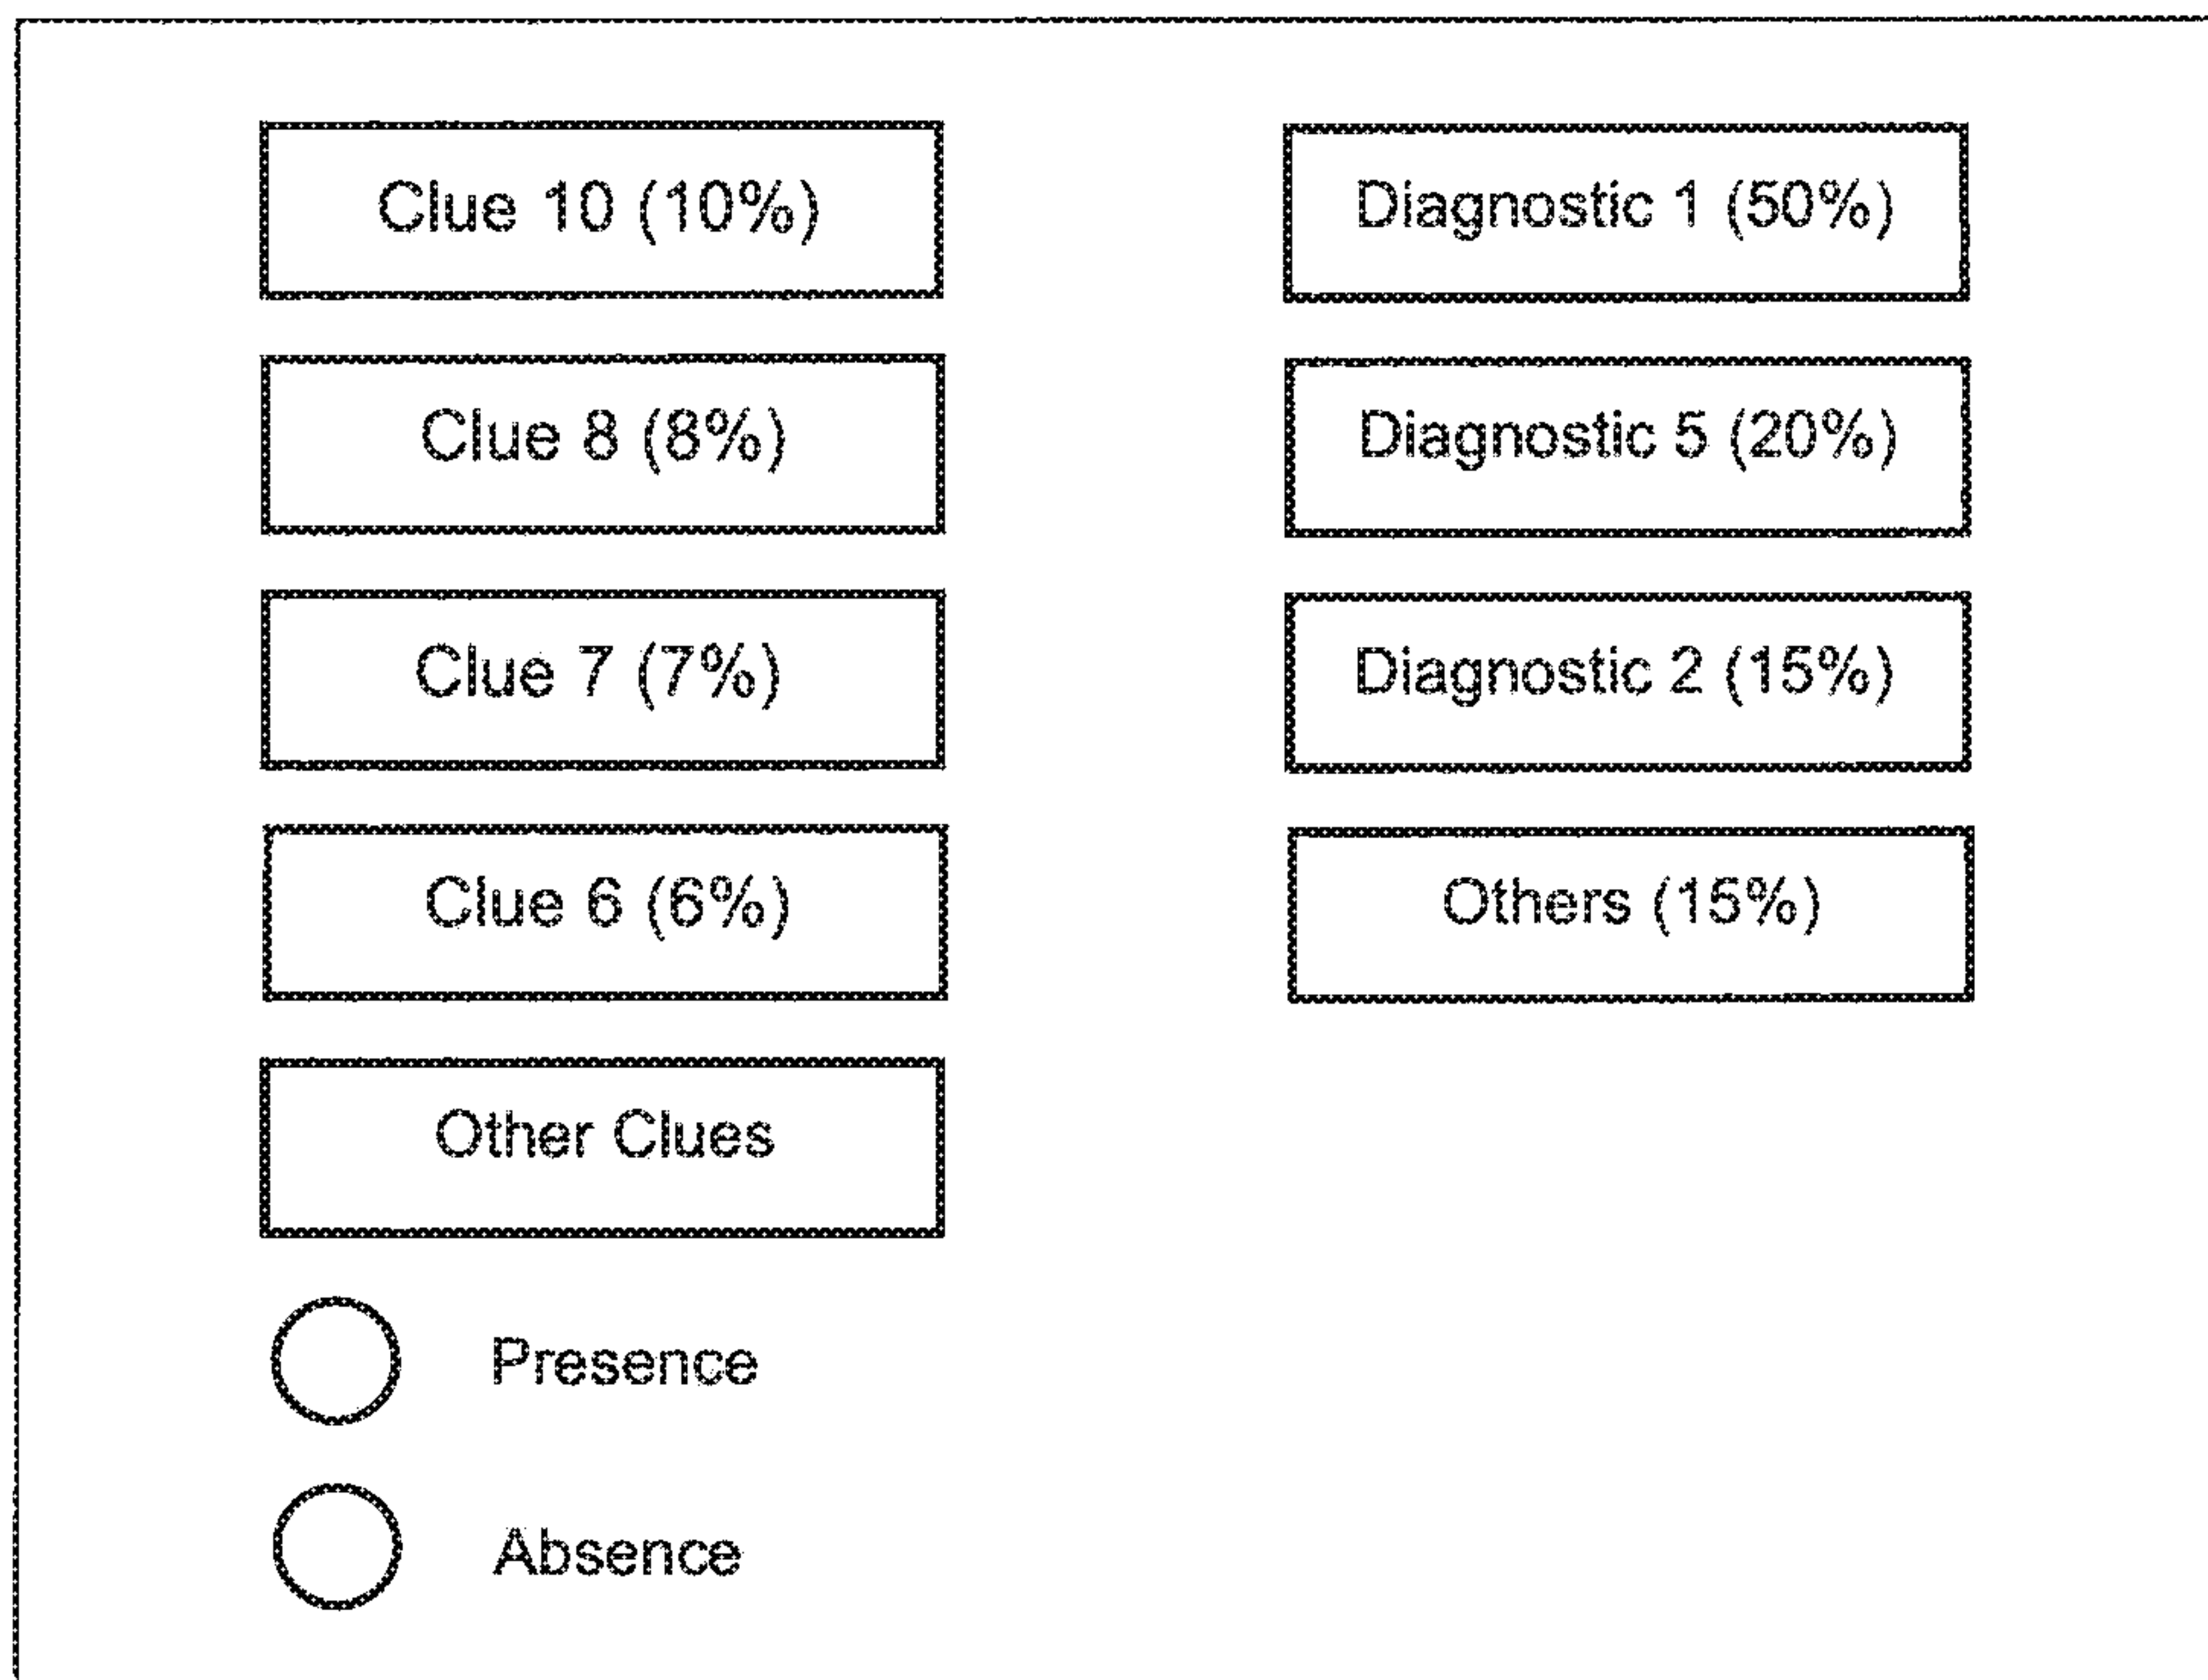 Clue 10 (10%)
Clue 8 (8%)
Clue 7 (7%)
Clue 6 (6%)
Other Clues
Presence
Absence
Diagnostic 1 (50%)
Diagnostic 5 (20%)
Diagnostic 2 (15%)
Others (15%)